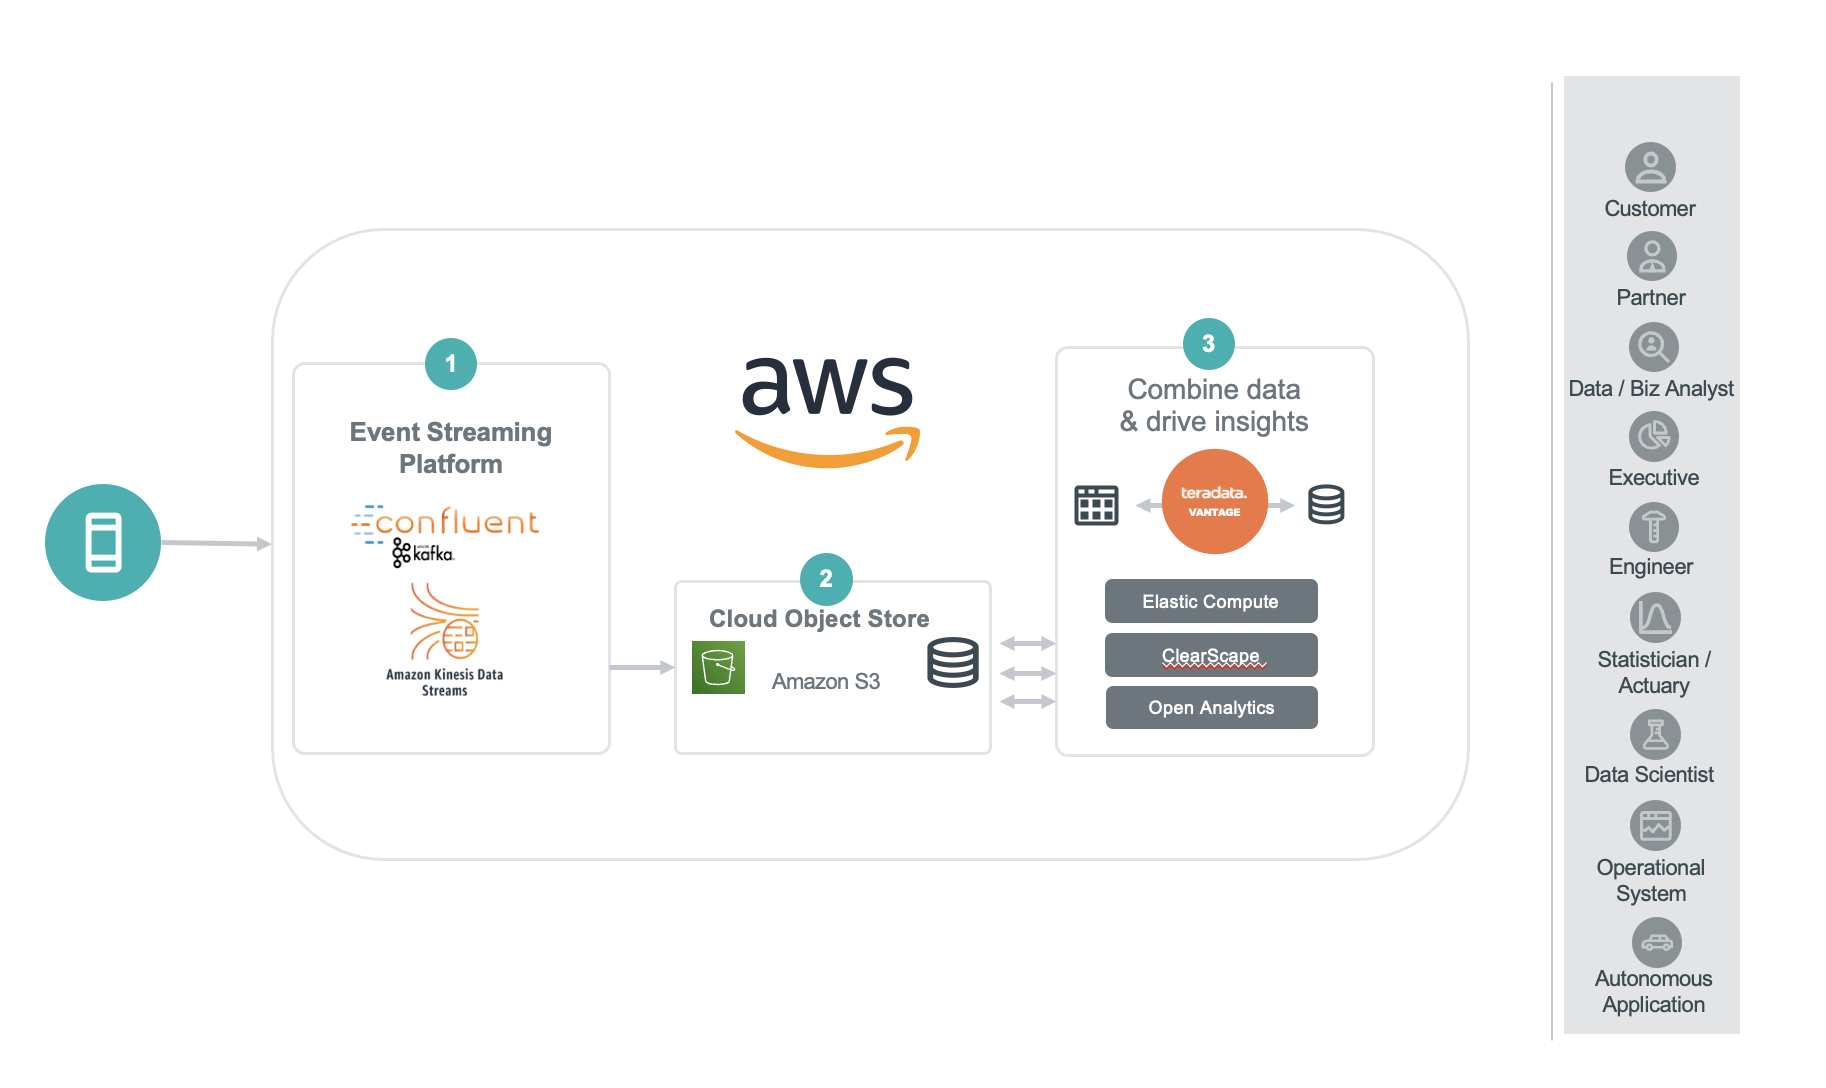 1
Event Streaming
Platform
confluent
kafka
Amazon Kinesis Data
Streams
aws
2
Cloud Object Store
Amazon S3
3
Combine data
& drive insights
teradata.
VANTAGE
Elastic Compute
ClearScape
Open Analytics
Customer
Partner
Data / Biz Analyst
Executive
Engineer
Statistician /
Actuary
Data Scientist
Operational
System
Autonomous
Application